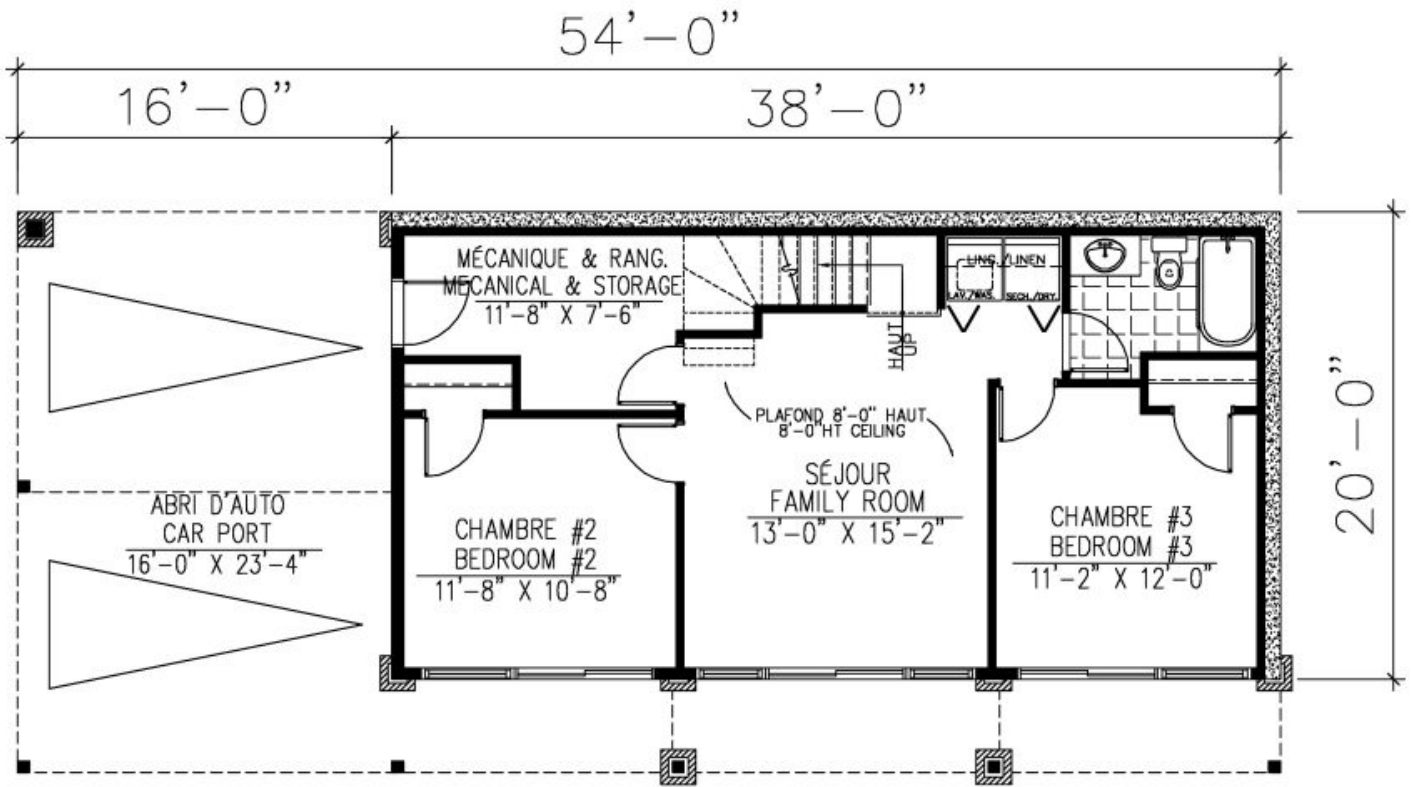 54'-0"
16'-0"
38'-0"
MÉCANIQUE & RANG.
MECANICAL & STORAGE
11'-8" X 7'-6"
LING./LINEN
LAV./WAS.
SECH./DRY.
HAUT
UP
PLAFOND 8'-0" HAUT
8'-0"HT CEILING
SÉJOUR
FAMILY ROOM
13'-0" X 15'-2"
20'-0"
ABRI D'AUTO
CAR PORT
16'-0" X 23'-4"
CHAMBRE #2
BEDROOM #2
11'-8" X 10'-8"
CHAMBRE #3
BEDROOM #3
11'-2" X 12'-0"